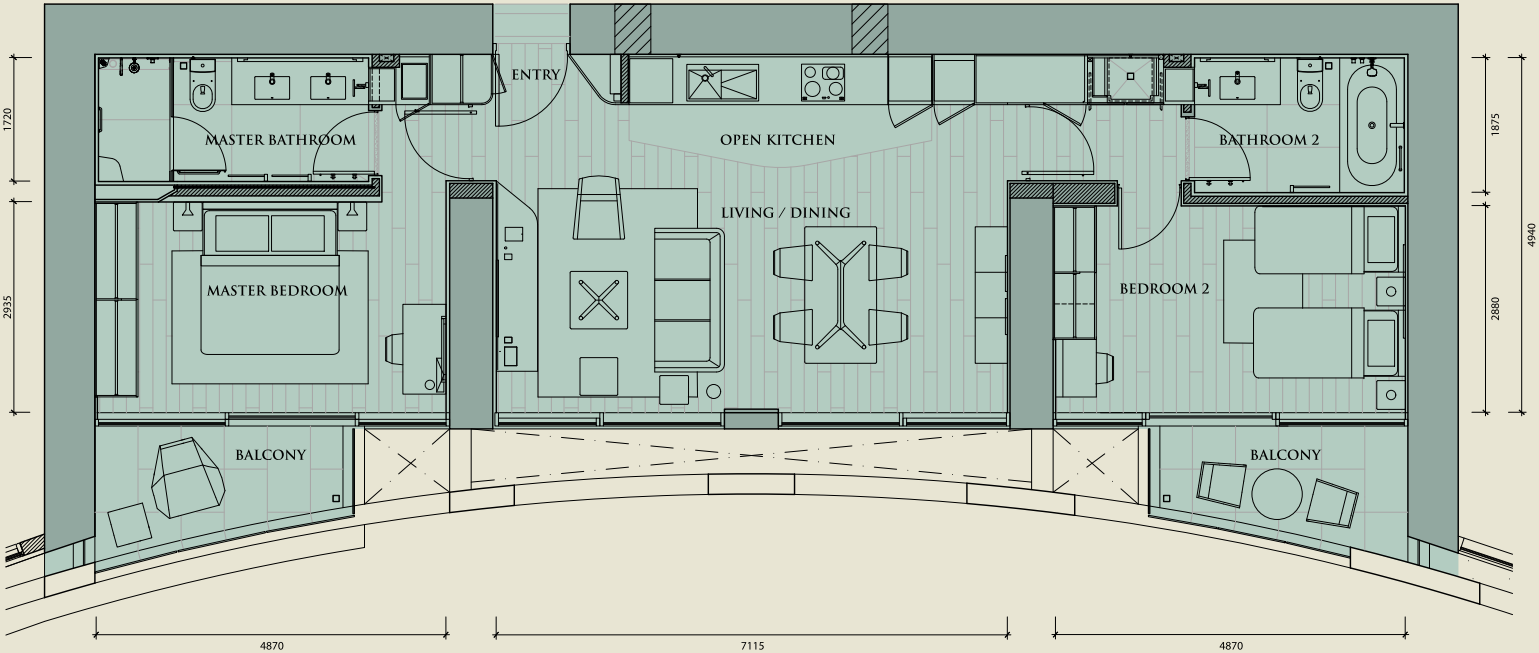 ENTRY
MASTER BATHROOM
OPEN KITCHEN
BATHROOM 2
1720
1875
LIVING / DINING
4940
MASTER BEDROOM
BEDROOM 2
2935
2880
BALCONY
BALCONY
4870
7115
4870